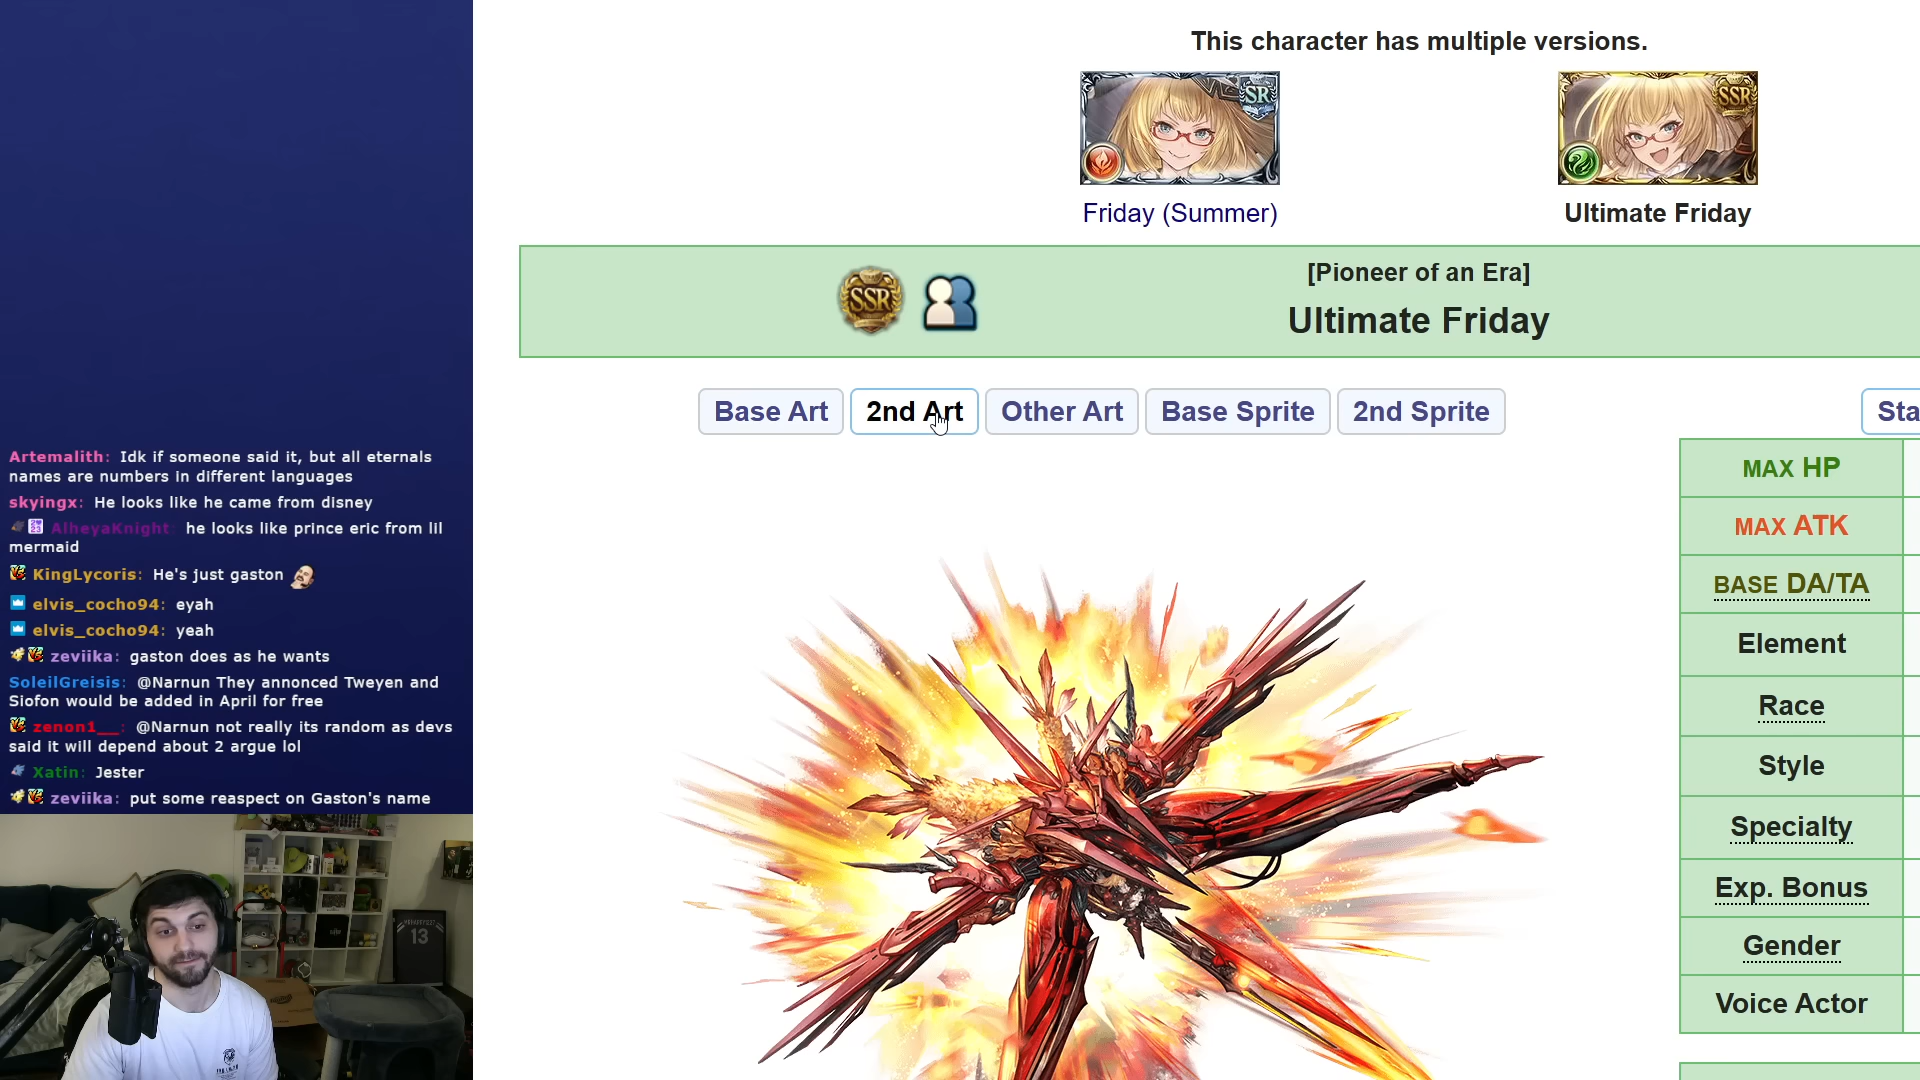 This character has multiple versions.
SR
SSR
Friday (Summer)
Ultimate Friday
SSR
[Pioneer of an Era]
Ultimate Friday
Base Art
2nd Art
Other Art
Base Sprite
2nd Sprite
Sta
MAX HP
MAX ATK
BASE DA/TA
Element
Race
Style
Specialty
Exp. Bonus
Gender
Voice Actor
Artemalith: Idk if someone said it, but all eternals
names are numbers in different languages
skyingx: He looks like he came from disney
AlheyaKnight: he looks like prince eric from lil
mermaid
KingLycoris: He's just gaston
elvis_cocho94: eyah
elvis_cocho94: yeah
zeviika: gaston does as he wants
SoleilGreisis: @Narnun They annonced Tweyen and
Siofon would be added in April for free
zenon1__: @Narnun not really its random as devs
said it will depend about 2 argue lol
Xatin: Jester
zeviika: put some reaspect on Gaston's name
13